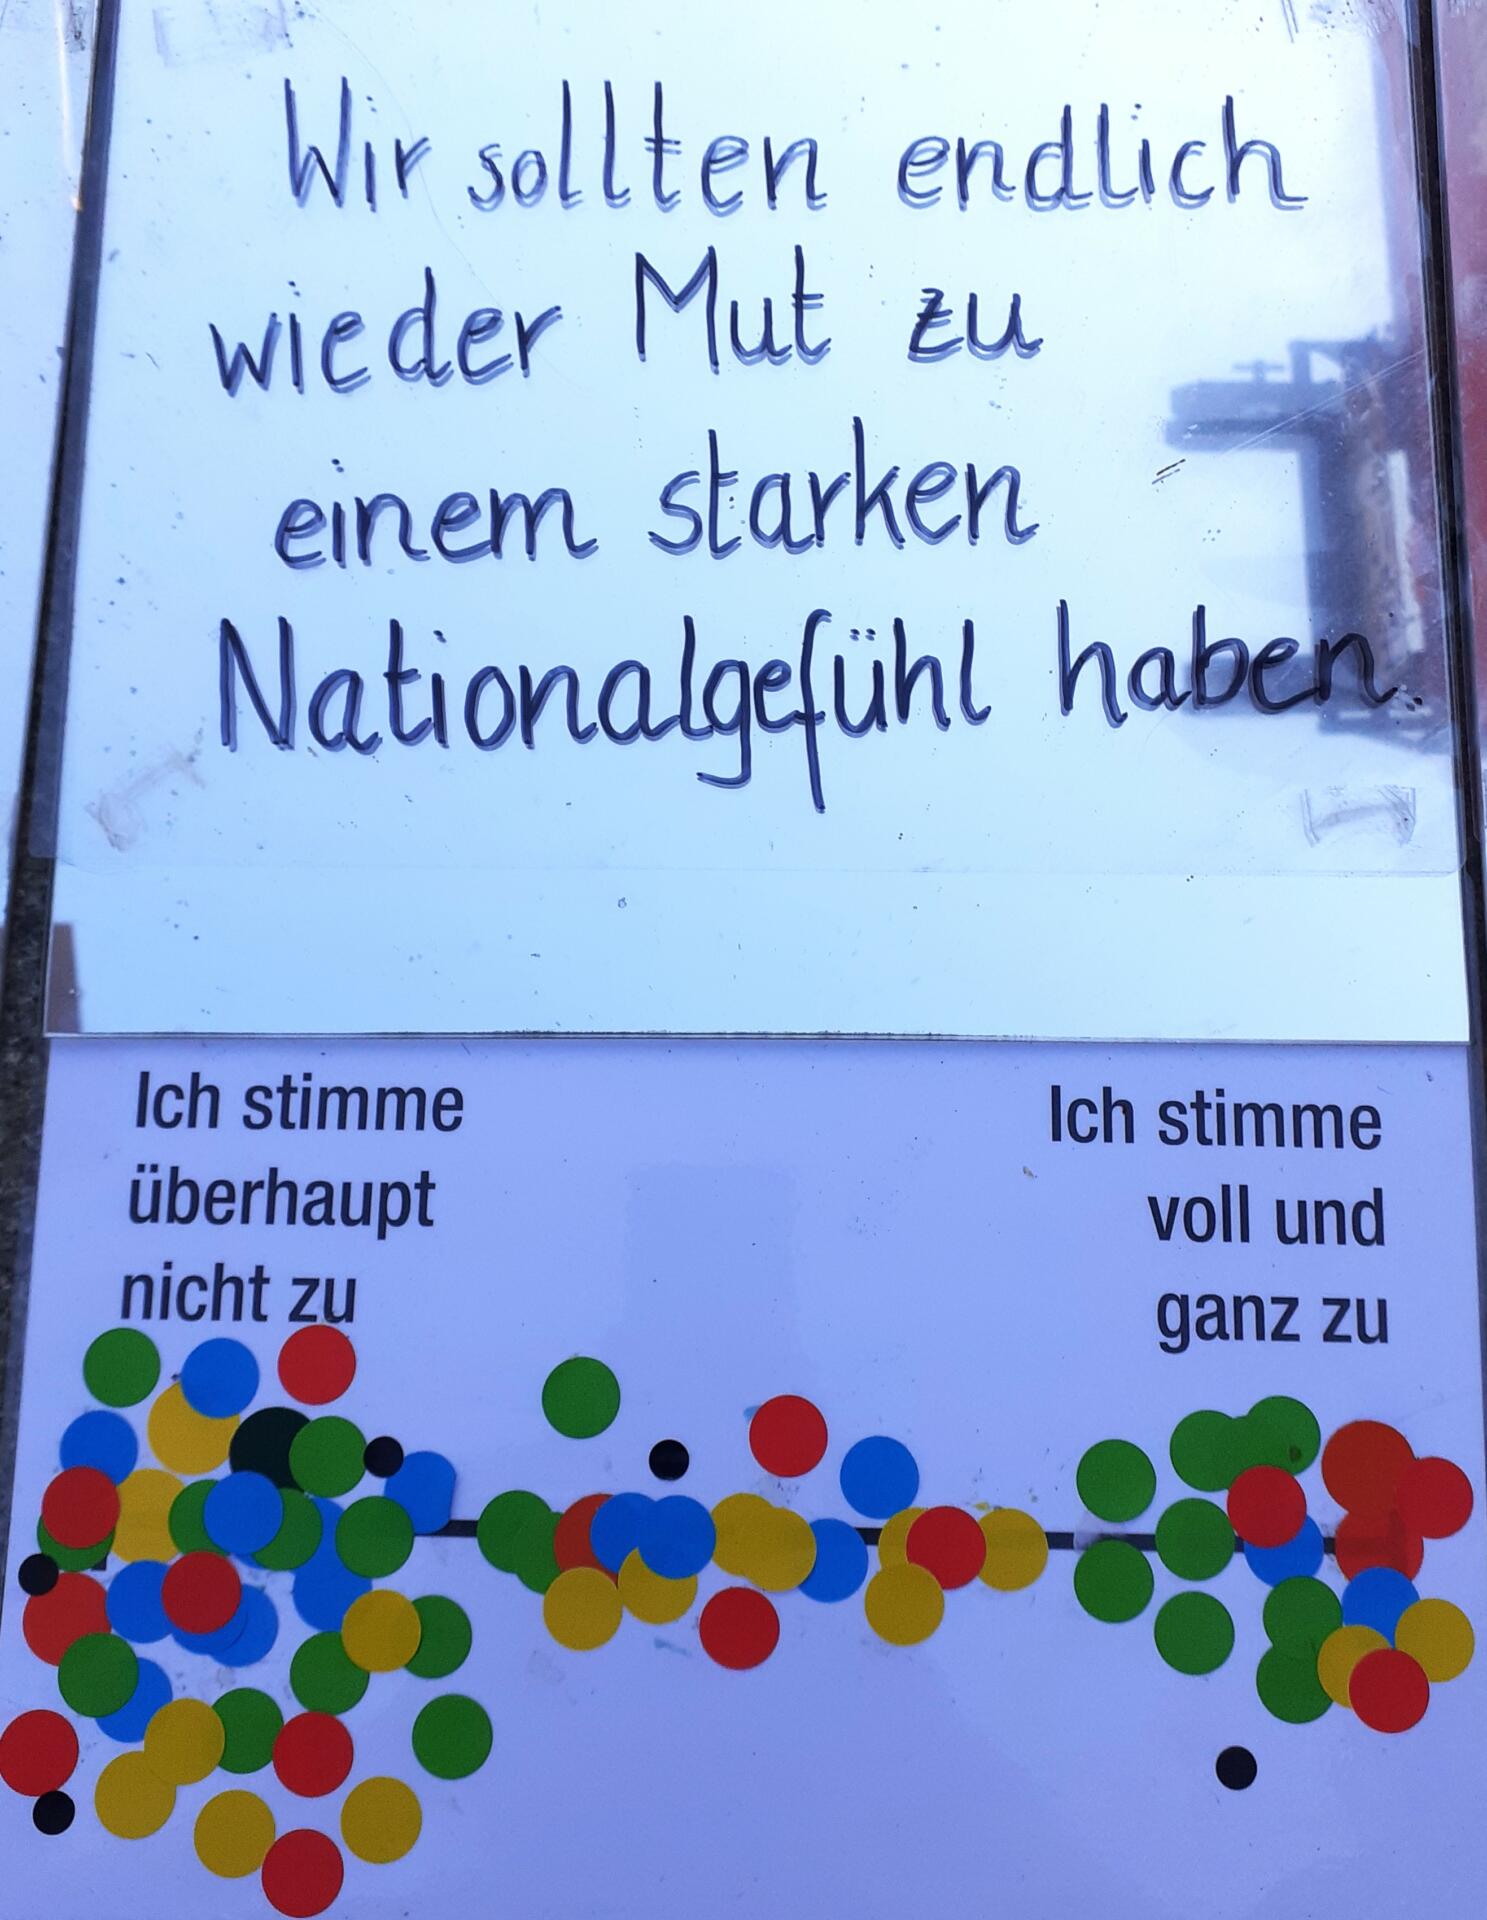 Wir sollten endlich
wieder Mut zu
einem starken
Nationalgefühl haben.
Ich stimme
überhaupt
nicht zu
Ich stimme
voll und
ganz zu